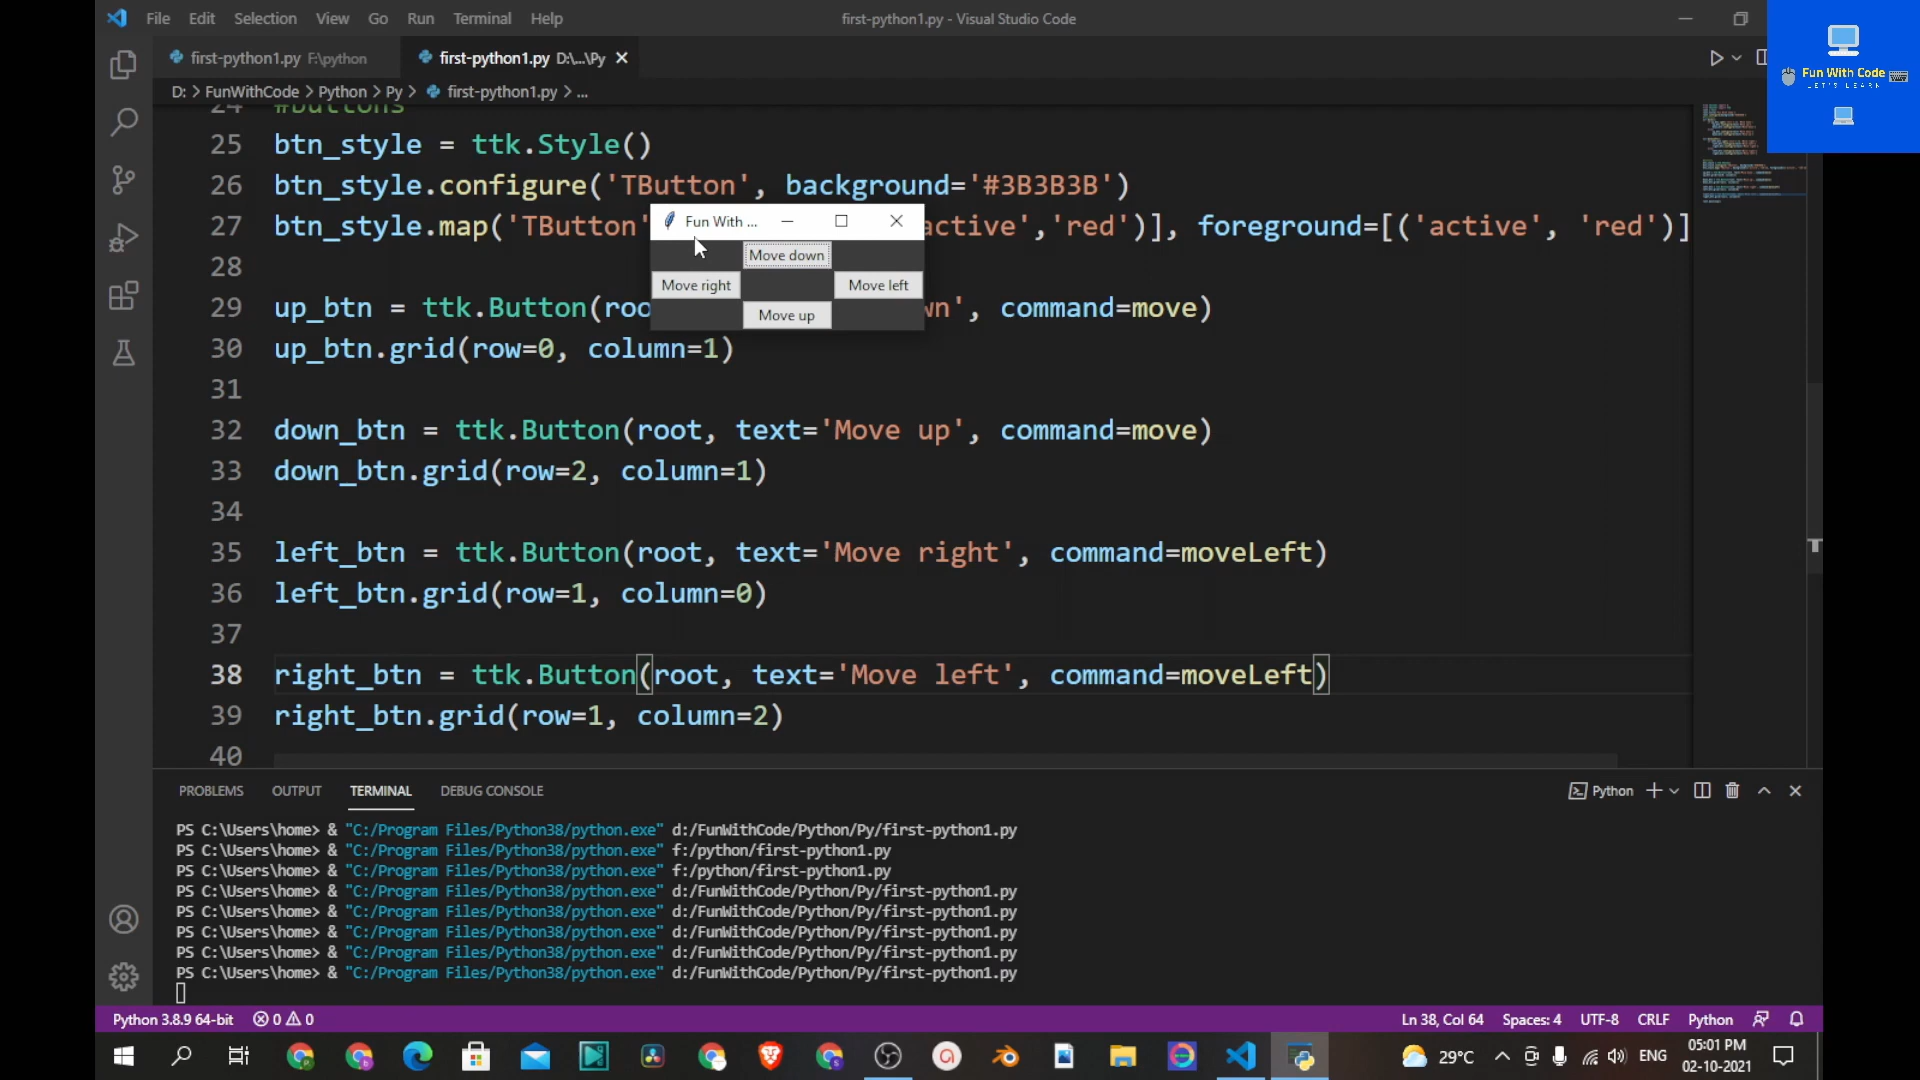 File Edit Selection View Go Run Terminal Help
first-python1.py - Visual Studio Code
Fun With Code
LET'S LEARN
first-python1.py F:\python
first-python1.py D:\...\Py
D: > FunWithCode > Python > Py > first-python1.py > ...
24 #buttons
25 btn_style = ttk.Style()
26 btn_style.configure('TButton', background='#3B3B3B')
27 btn_style.map('TButton' active','red')], foreground=[('active', 'red')]
28
29 up_btn = ttk.Button(roo wn', command=move)
30 up_btn.grid(row=0, column=1)
31
32 down_btn = ttk.Button(root, text='Move up', command=move)
33 down_btn.grid(row=2, column=1)
34
35 left_btn = ttk.Button(root, text='Move right', command=moveLeft)
36 left_btn.grid(row=1, column=0)
37
38 right_btn = ttk.Button(root, text='Move left', command=moveLeft)
39 right_btn.grid(row=1, column=2)
40
Fun With ...
Move down
Move right Move left
Move up
PROBLEMS OUTPUT TERMINAL DEBUG CONSOLE
Python
PS C:\Users\home> & "C:/Program Files/Python38/python.exe" d:/FunWithCode/Python/Py/first-python1.py
PS C:\Users\home> & "C:/Program Files/Python38/python.exe" f:/python/first-python1.py
PS C:\Users\home> & "C:/Program Files/Python38/python.exe" f:/python/first-python1.py
PS C:\Users\home> & "C:/Program Files/Python38/python.exe" d:/FunWithCode/Python/Py/first-python1.py
PS C:\Users\home> & "C:/Program Files/Python38/python.exe" d:/FunWithCode/Python/Py/first-python1.py
PS C:\Users\home> & "C:/Program Files/Python38/python.exe" d:/FunWithCode/Python/Py/first-python1.py
PS C:\Users\home> & "C:/Program Files/Python38/python.exe" d:/FunWithCode/Python/Py/first-python1.py
PS C:\Users\home> & "C:/Program Files/Python38/python.exe" d:/FunWithCode/Python/Py/first-python1.py
Python 3.8.9 64-bit 0 0
Ln 38, Col 64 Spaces: 4 UTF-8 CRLF Python
29°C ENG
05:01 PM
02-10-2021